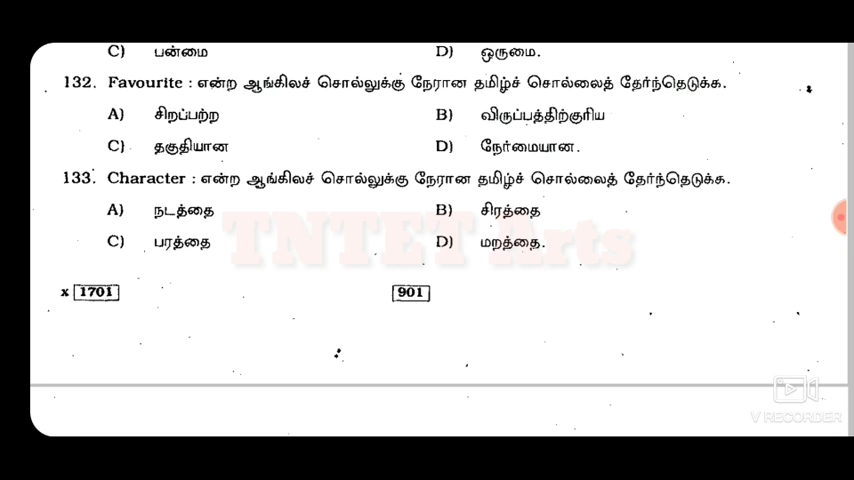 C) பன்மை D) ஒருமை.
132. Favourite : என்ற ஆங்கிலச் சொல்லுக்கு நேரான தமிழ்ச் சொல்லைத் தேர்ந்தெடுக்க.
A) சிறப்பற்ற B) விருப்பத்திற்குரிய
C) தகுதியான D) நேர்மையான.
133. Character : என்ற ஆங்கிலச் சொல்லுக்கு நேரான தமிழ்ச் சொல்லைத் தேர்ந்தெடுக்க.
A) நடத்தை B) சிரத்தை
C) பரத்தை D) மறத்தை.
TNTET Arts
x 1701 901
V RECORDER